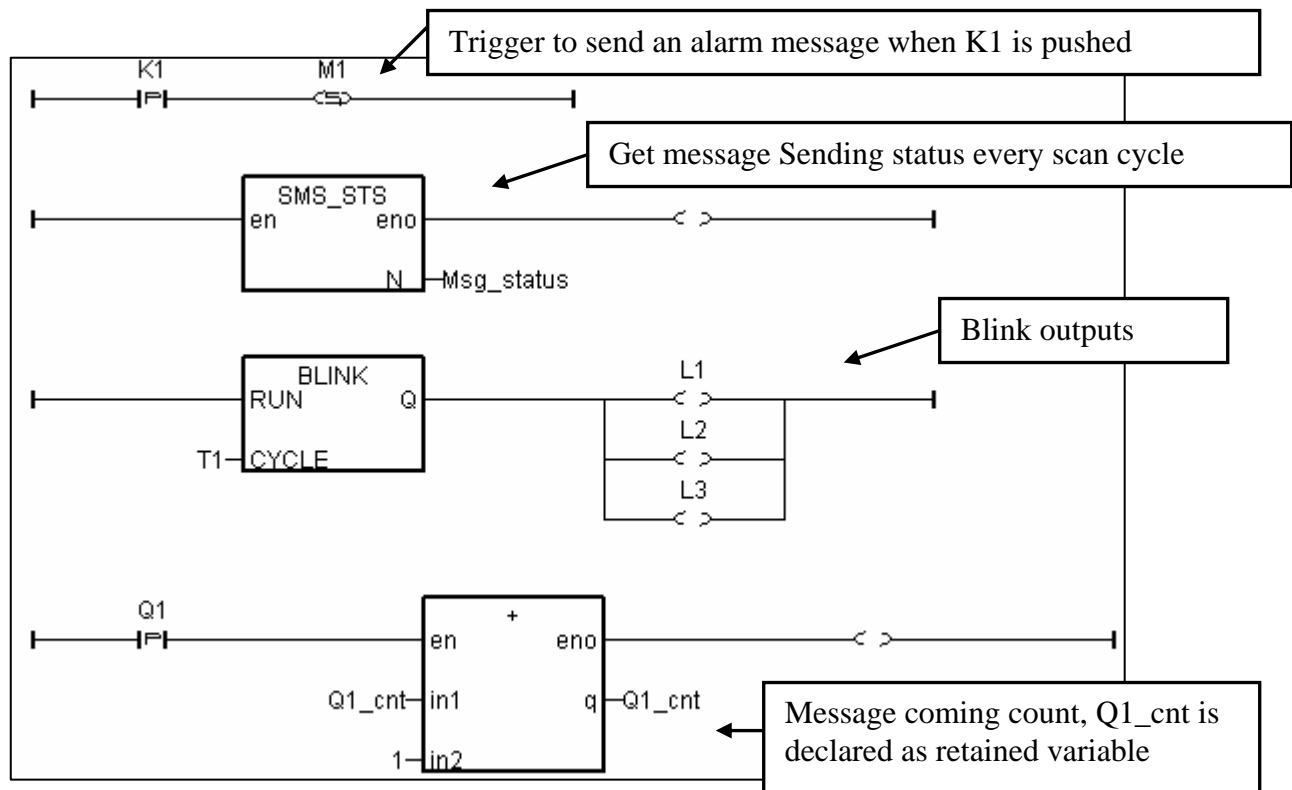 Trigger to send an alarm message when K1 is pushed
K1 M1
P S
Get message Sending status every scan cycle
SMS_STS
en eno
N Msg_status
Blink outputs
BLINK L1
RUN Q
L2
T1 CYCLE
L3
Q1
P
+
en eno
Q1_cnt in1 q Q1_cnt
1 in2
Message coming count, Q1_cnt is
declared as retained variable